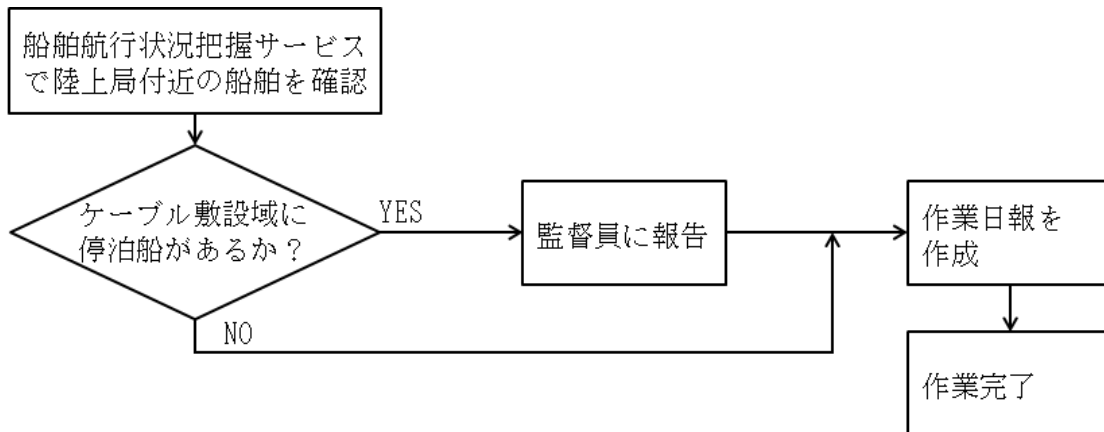 船舶航行状況把握サービス
で陸上局付近の船舶を確認
ケーブル敷設域に
停泊船があるか？
YES
監督員に報告
作業日報を
作成
NO
作業完了